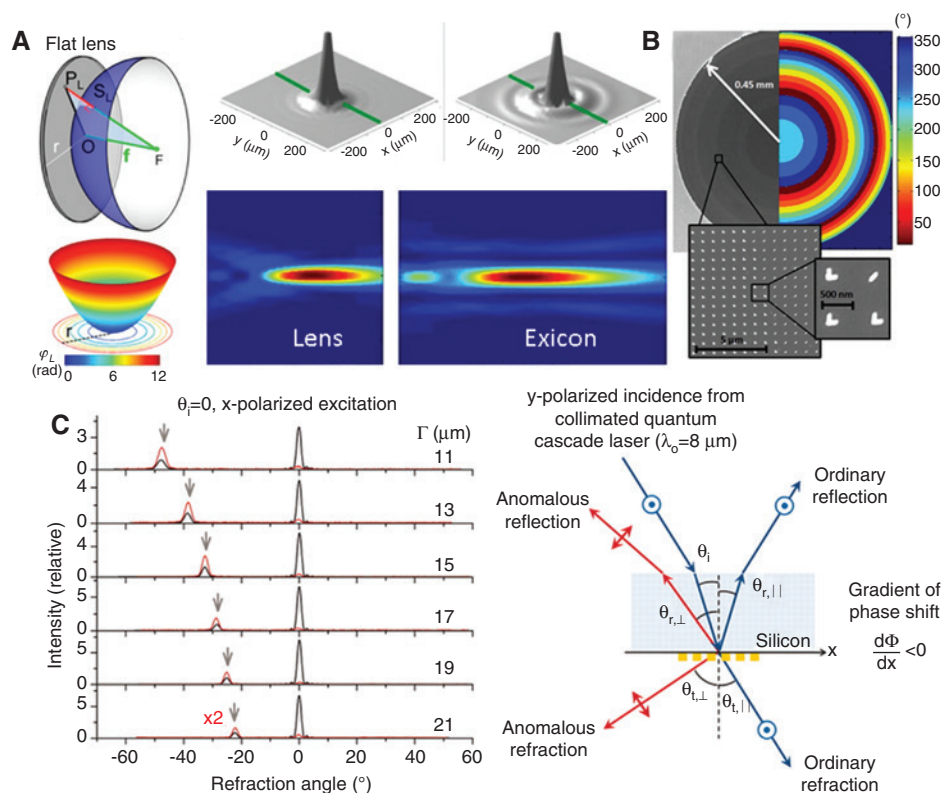 A
Flat lens
P_L
S_L
O
r
f
F
r
φ_L
(rad)
0 6 12
-200
0
200
y (μm)
-200
0
200
x (μm)
-200
0
200
y (μm)
-200
0
200
x (μm)
Lens
Exicon
B
0.45 mm
5 μm
500 nm
(°)
350
300
250
200
150
100
50
C
θ_i=0, x-polarized excitation
Γ (μm)
3
0
11
4
0
13
4
0
15
4
0
17
4
0
19
4
0
x2
21
-60 -40 -20 0 20 40 60
Intensity (relative)
Refraction angle (°)
y-polarized incidence from
collimated quantum
cascade laser (λ_o=8 μm)
Anomalous
reflection
Ordinary
reflection
θ_i
θ_r,⊥
θ_r,||
Silicon
x
Gradient of
phase shift
dΦ
dx
<0
θ_t,⊥
θ_t,||
Anomalous
refraction
Ordinary
refraction